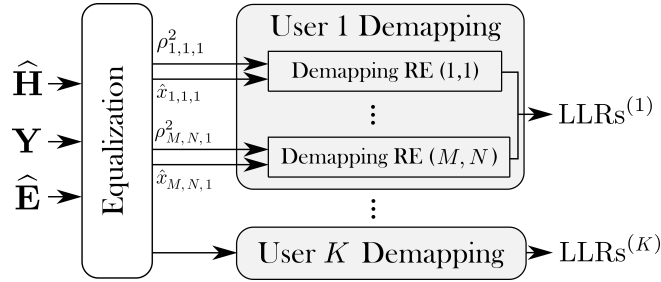 User 1 Demapping
ρ²₁,₁,₁
Demapping RE (1,1)
Ĥ
x̂₁,₁,₁
⋮
LLRs⁽¹⁾
Y
Equalization
ρ²_{M,N,1}
Demapping RE (M, N)
Ê
x̂_{M,N,1}
⋮
User K Demapping
LLRs⁽ᴷ⁾